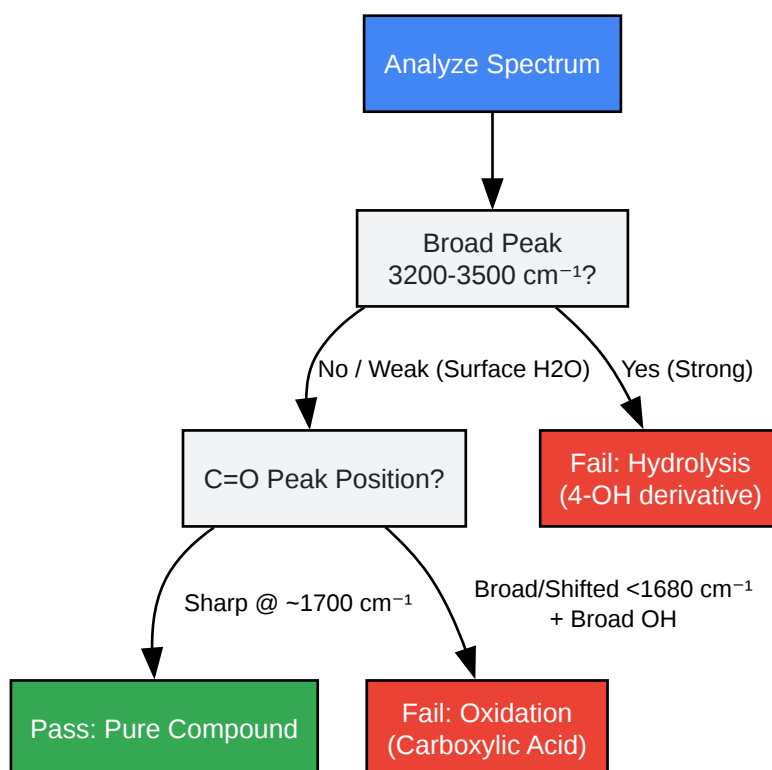 Analyze Spectrum
Broad Peak
3200-3500 cm⁻¹?
No / Weak (Surface H2O)
Yes (Strong)
C=O Peak Position?
Fail: Hydrolysis
(4-OH derivative)
Sharp @ ~1700 cm⁻¹
Broad/Shifted <1680 cm⁻¹
+ Broad OH
Pass: Pure Compound
Fail: Oxidation
(Carboxylic Acid)